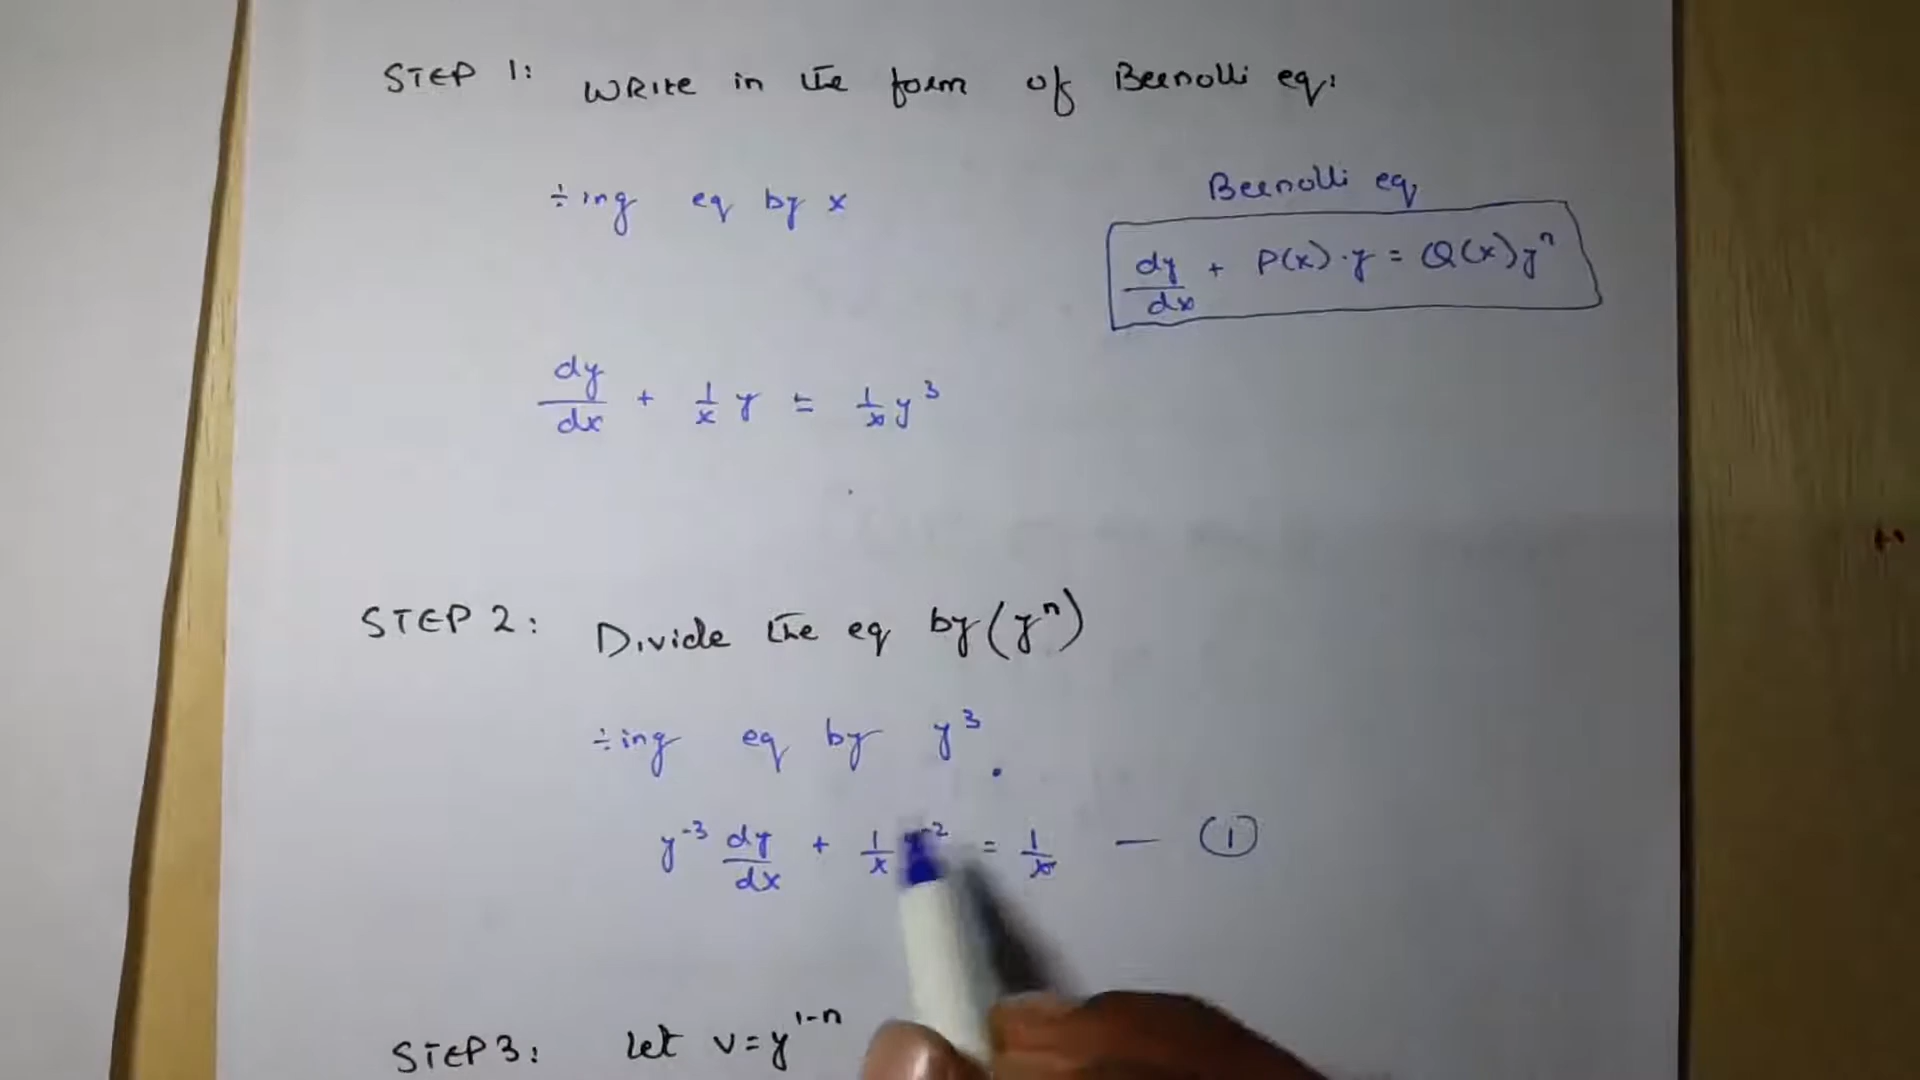 STEP 1: WRITE in the form of Bernolli eq:
÷ing eq by x
Bernolli eq
dy/dx + P(x)·y = Q(x)yⁿ
dy/dx + 1/x y = 1/x y³
STEP 2: Divide the eq by (yⁿ)
÷ing eq by y³.
y⁻³ dy/dx + 1/x y⁻² = 1/x — ①
STEP 3: Let v=y¹⁻ⁿ